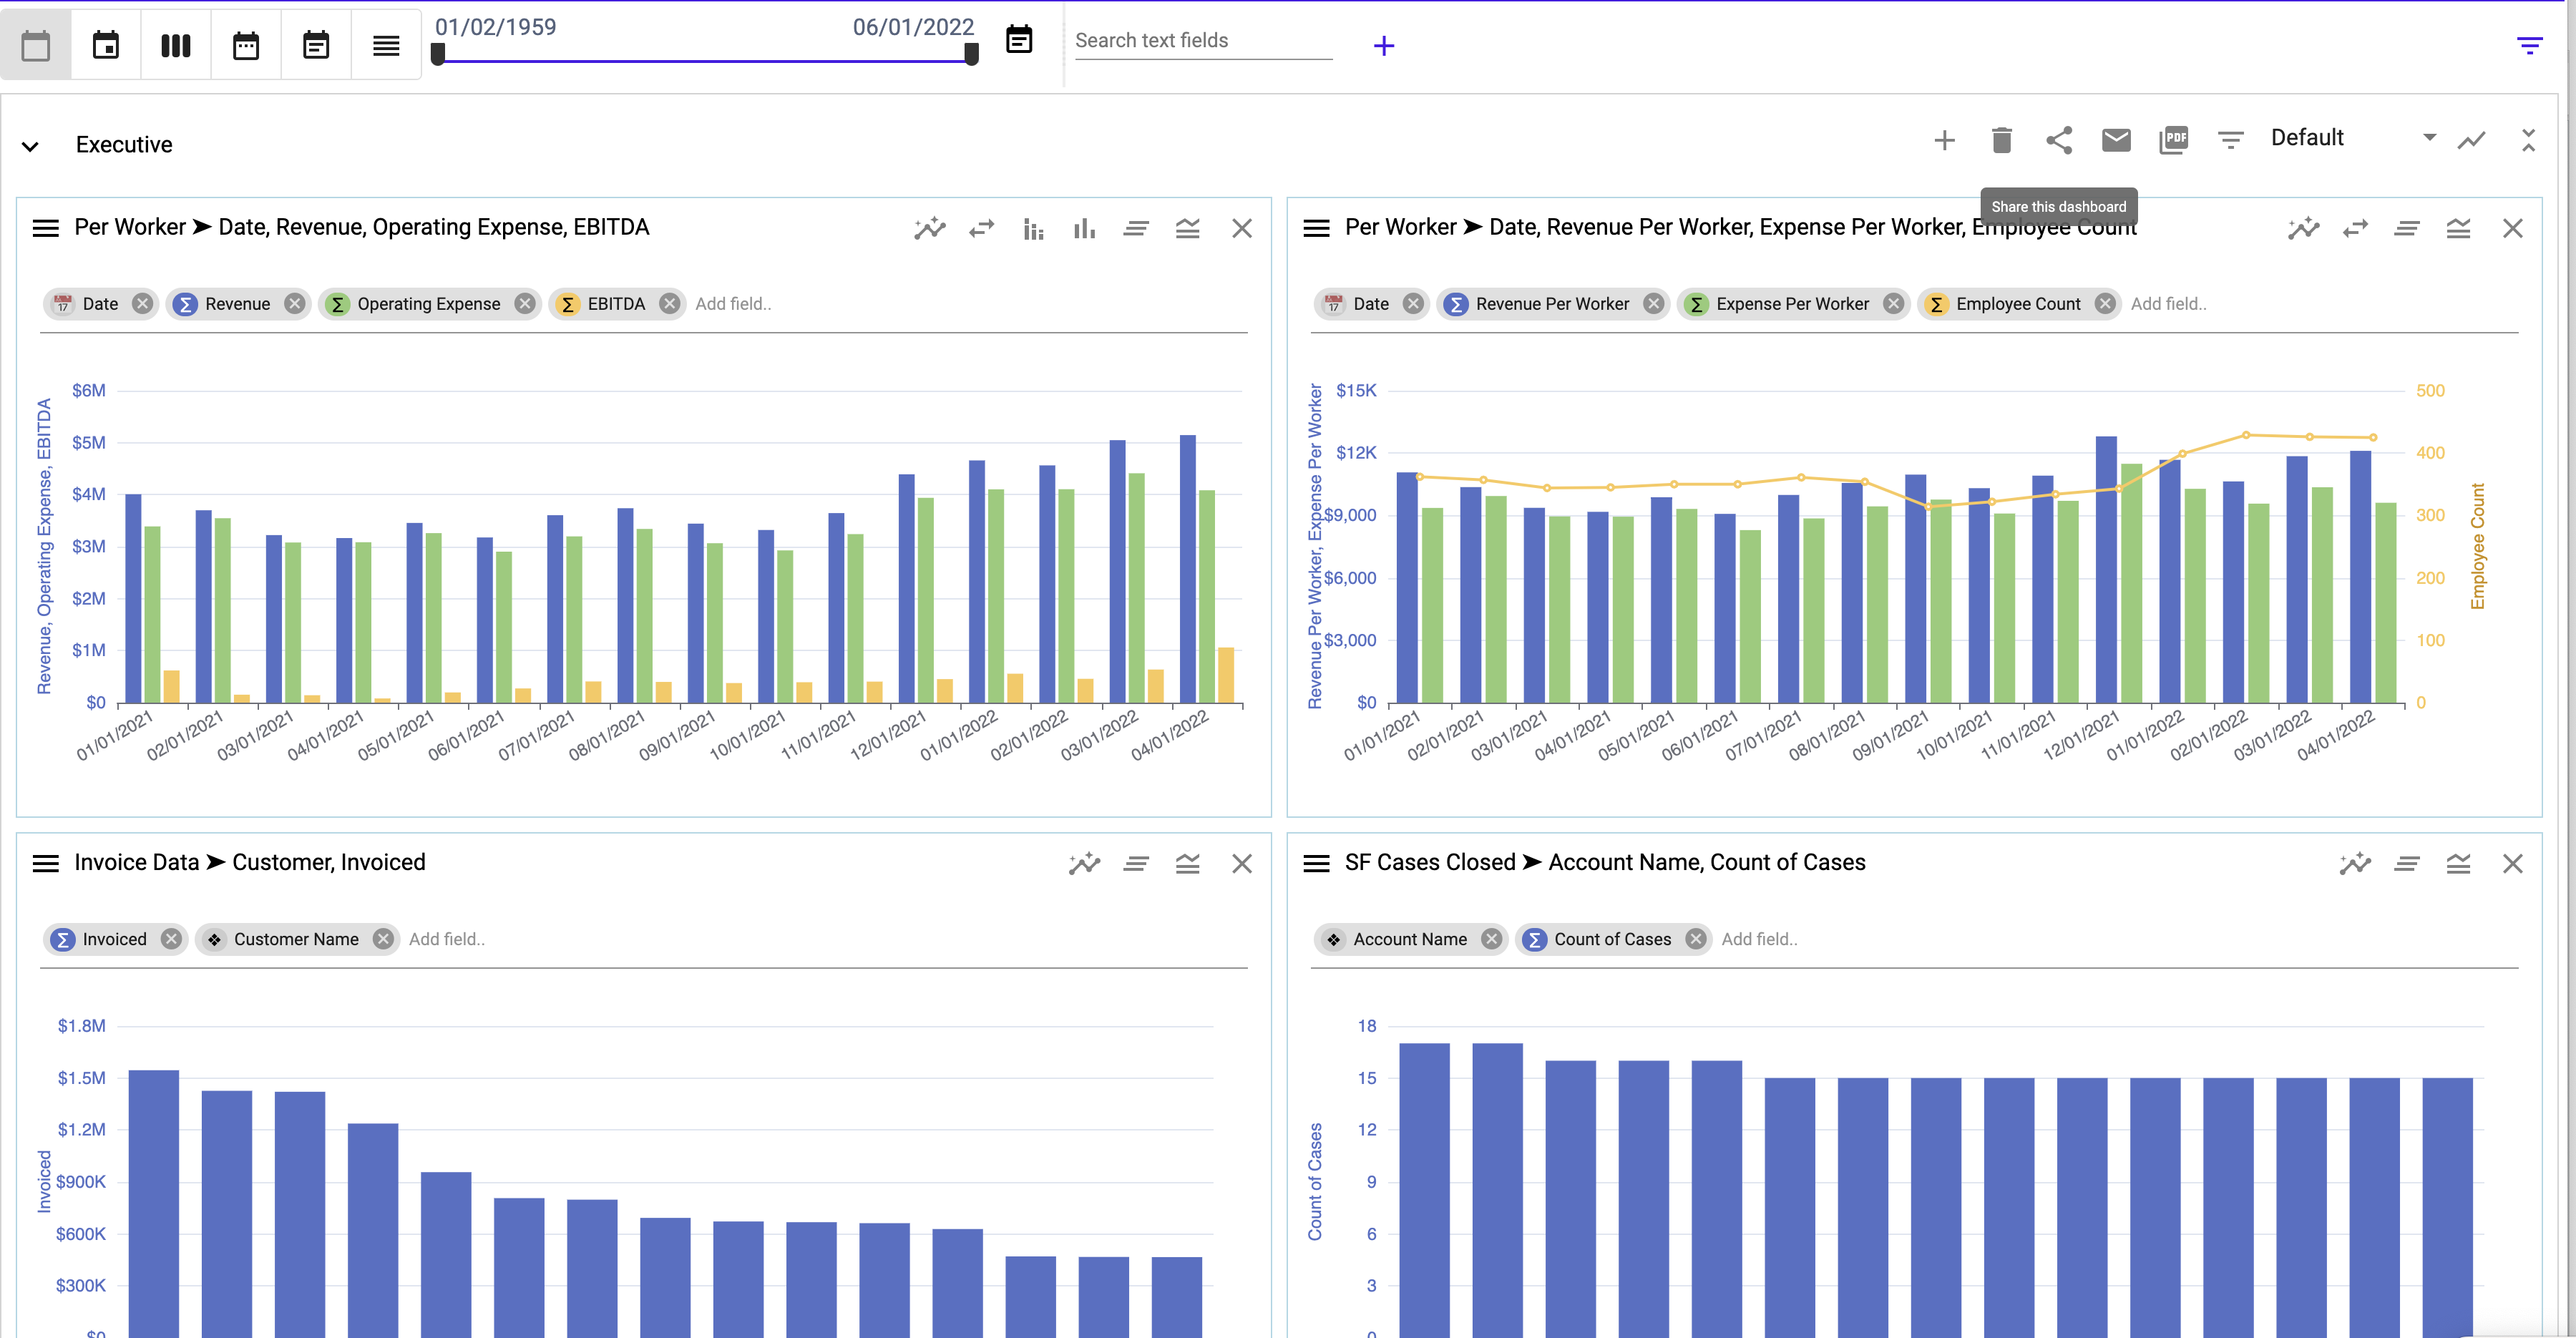 01/02/1959 06/01/2022
Search text fields
Executive
PDF
Default
Share this dashboard
Per Worker ➤ Date, Revenue, Operating Expense, EBITDA
17 Date Σ Revenue Σ Operating Expense Σ EBITDA Add field..
Revenue, Operating Expense, EBITDA
$6M
$5M
$4M
$3M
$2M
$1M
$0
01/01/2021 02/01/2021 03/01/2021 04/01/2021 05/01/2021 06/01/2021 07/01/2021 08/01/2021 09/01/2021 10/01/2021 11/01/2021 12/01/2021 01/01/2022 02/01/2022 03/01/2022 04/01/2022
Per Worker ➤ Date, Revenue Per Worker, Expense Per Worker, Employee Count
17 Date Σ Revenue Per Worker Σ Expense Per Worker Σ Employee Count Add field..
Revenue Per Worker, Expense Per Worker
$15K
$12K
$9,000
$6,000
$3,000
$0
500
400
300
200
100
0
Employee Count
01/01/2021 02/01/2021 03/01/2021 04/01/2021 05/01/2021 06/01/2021 07/01/2021 08/01/2021 09/01/2021 10/01/2021 11/01/2021 12/01/2021 01/01/2022 02/01/2022 03/01/2022 04/01/2022
Invoice Data ➤ Customer, Invoiced
Σ Invoiced Customer Name Add field..
Invoiced
$1.8M
$1.5M
$1.2M
$900K
$600K
$300K
$0
SF Cases Closed ➤ Account Name, Count of Cases
Account Name Σ Count of Cases Add field..
Count of Cases
18
15
12
9
6
3
0